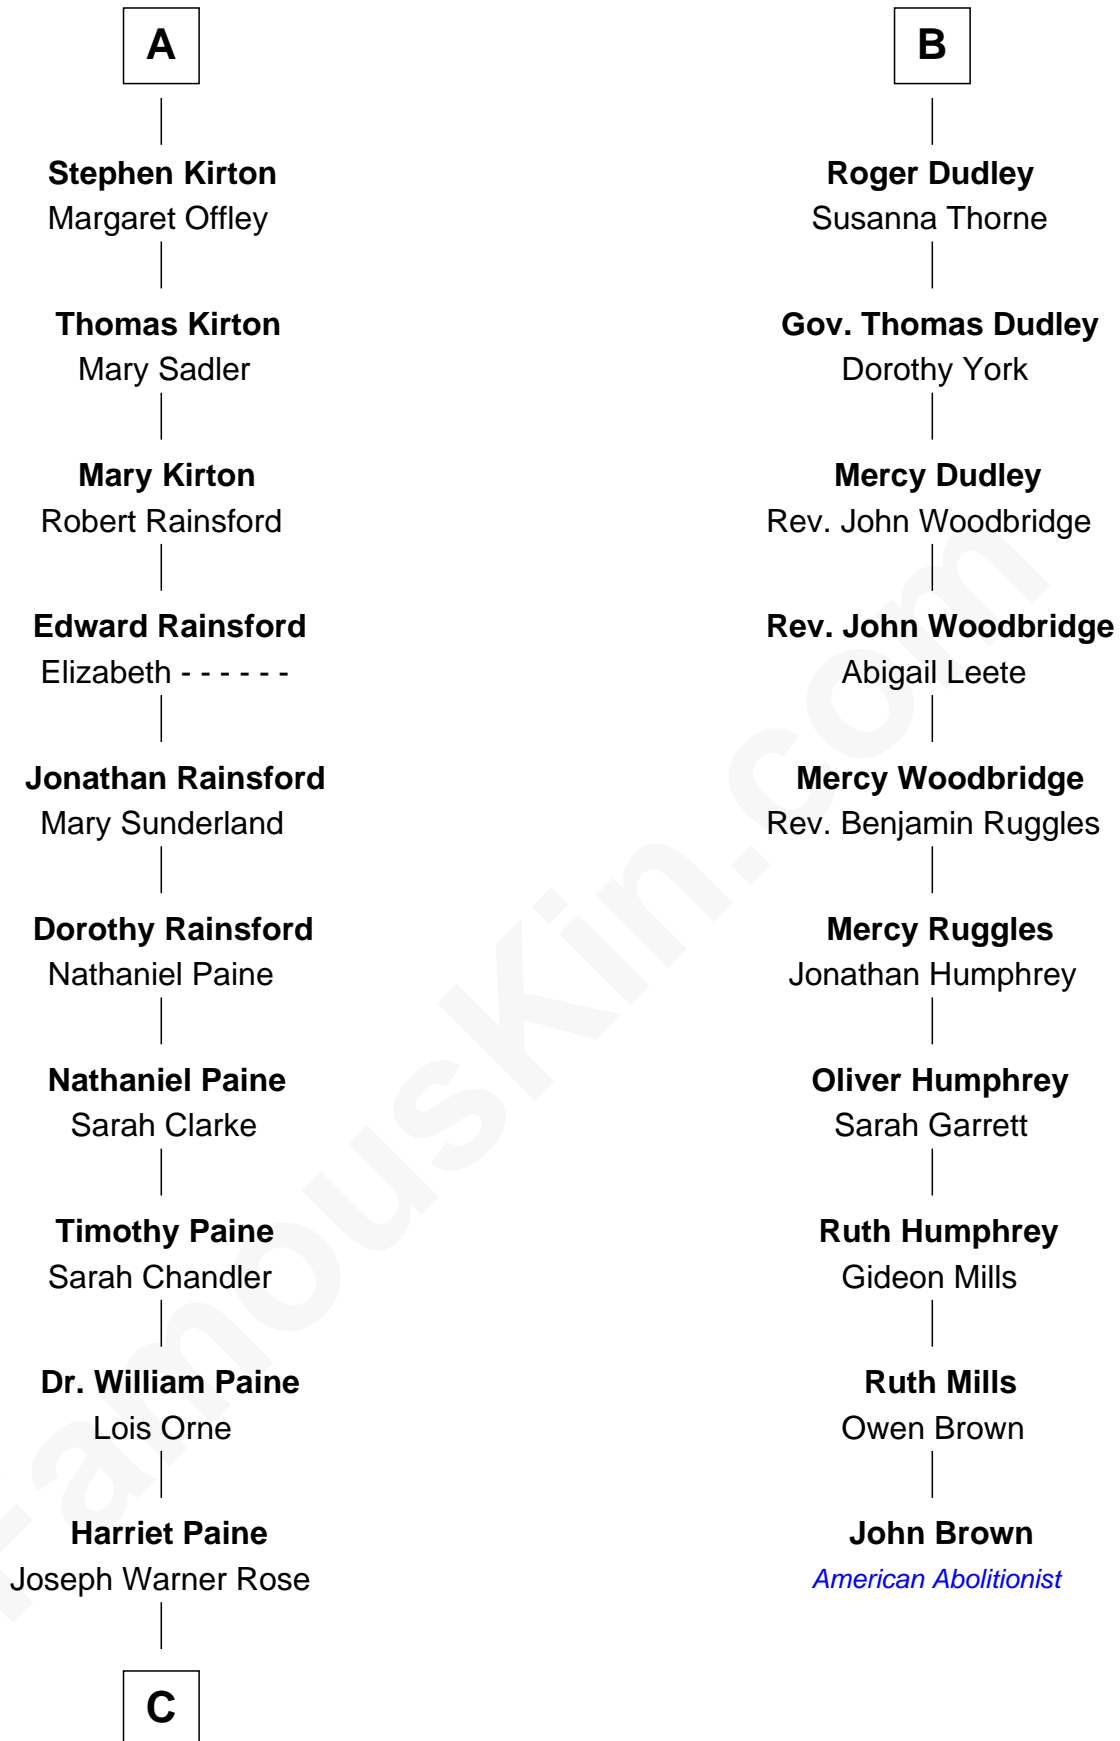 A
Stephen Kirton
Margaret Offley
Thomas Kirton
Mary Sadler
Mary Kirton
Robert Rainsford
Edward Rainsford
Elizabeth - - - - - -
Jonathan Rainsford
Mary Sunderland
Dorothy Rainsford
Nathaniel Paine
Nathaniel Paine
Sarah Clarke
Timothy Paine
Sarah Chandler
Dr. William Paine
Lois Orne
Harriet Paine
Joseph Warner Rose
C
B
Roger Dudley
Susanna Thorne
Gov. Thomas Dudley
Dorothy York
Mercy Dudley
Rev. John Woodbridge
Rev. John Woodbridge
Abigail Leete
Mercy Woodbridge
Rev. Benjamin Ruggles
Mercy Ruggles
Jonathan Humphrey
Oliver Humphrey
Sarah Garrett
Ruth Humphrey
Gideon Mills
Ruth Mills
Owen Brown
John Brown
American Abolitionist
FamousKin.com